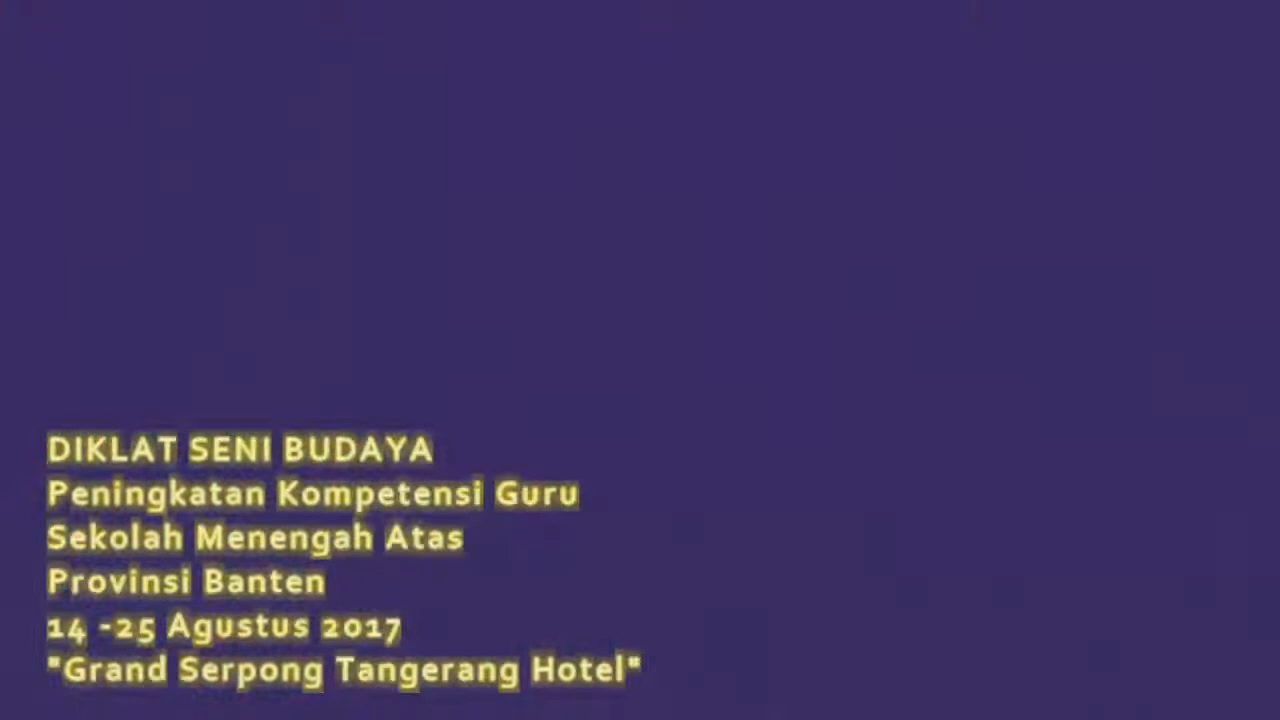 DIKLAT SENI BUDAYA
Peningkatan Kompetensi Guru
Sekolah Menengah Atas
Provinsi Banten
14 -25 Agustus 2017
"Grand Serpong Tangerang Hotel"